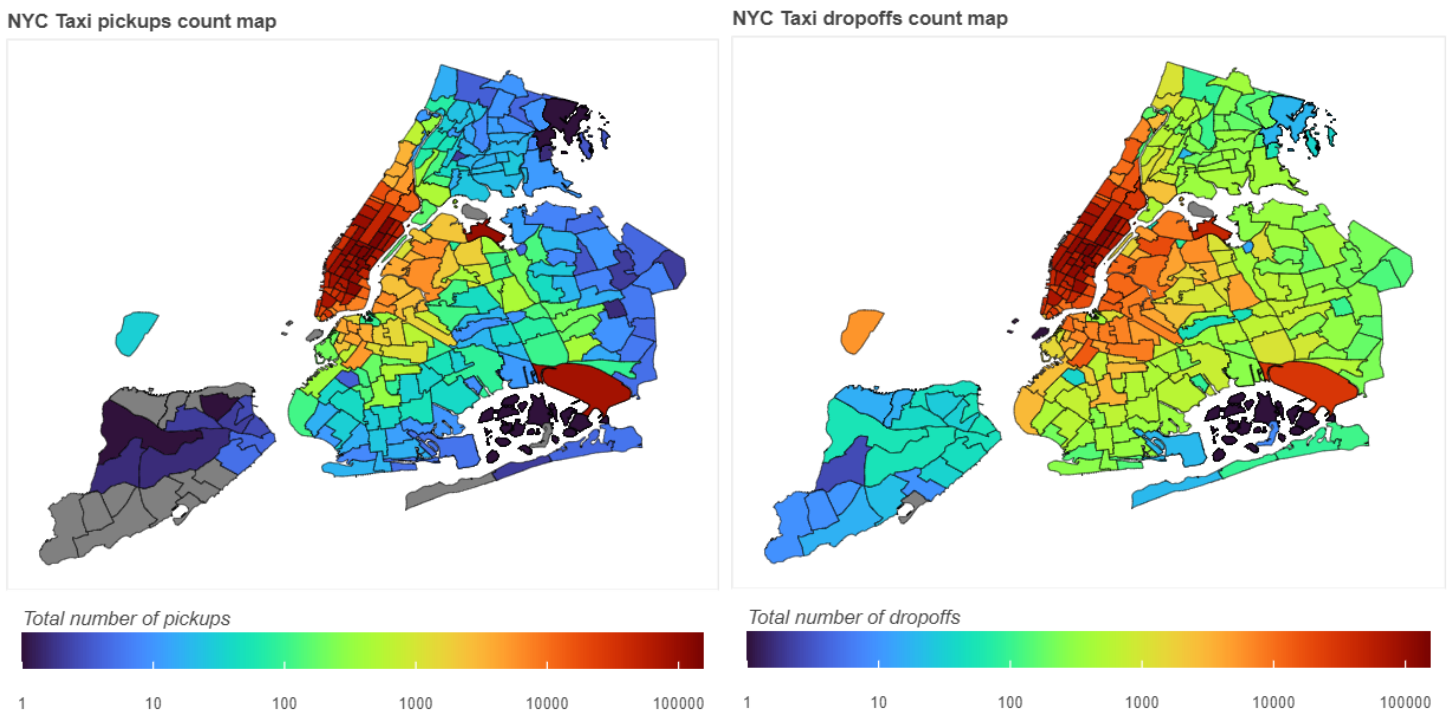 NYC Taxi pickups count map
NYC Taxi dropoffs count map
Total number of pickups
1 10 100 1000 10000 100000
Total number of dropoffs
1 10 100 1000 10000 100000